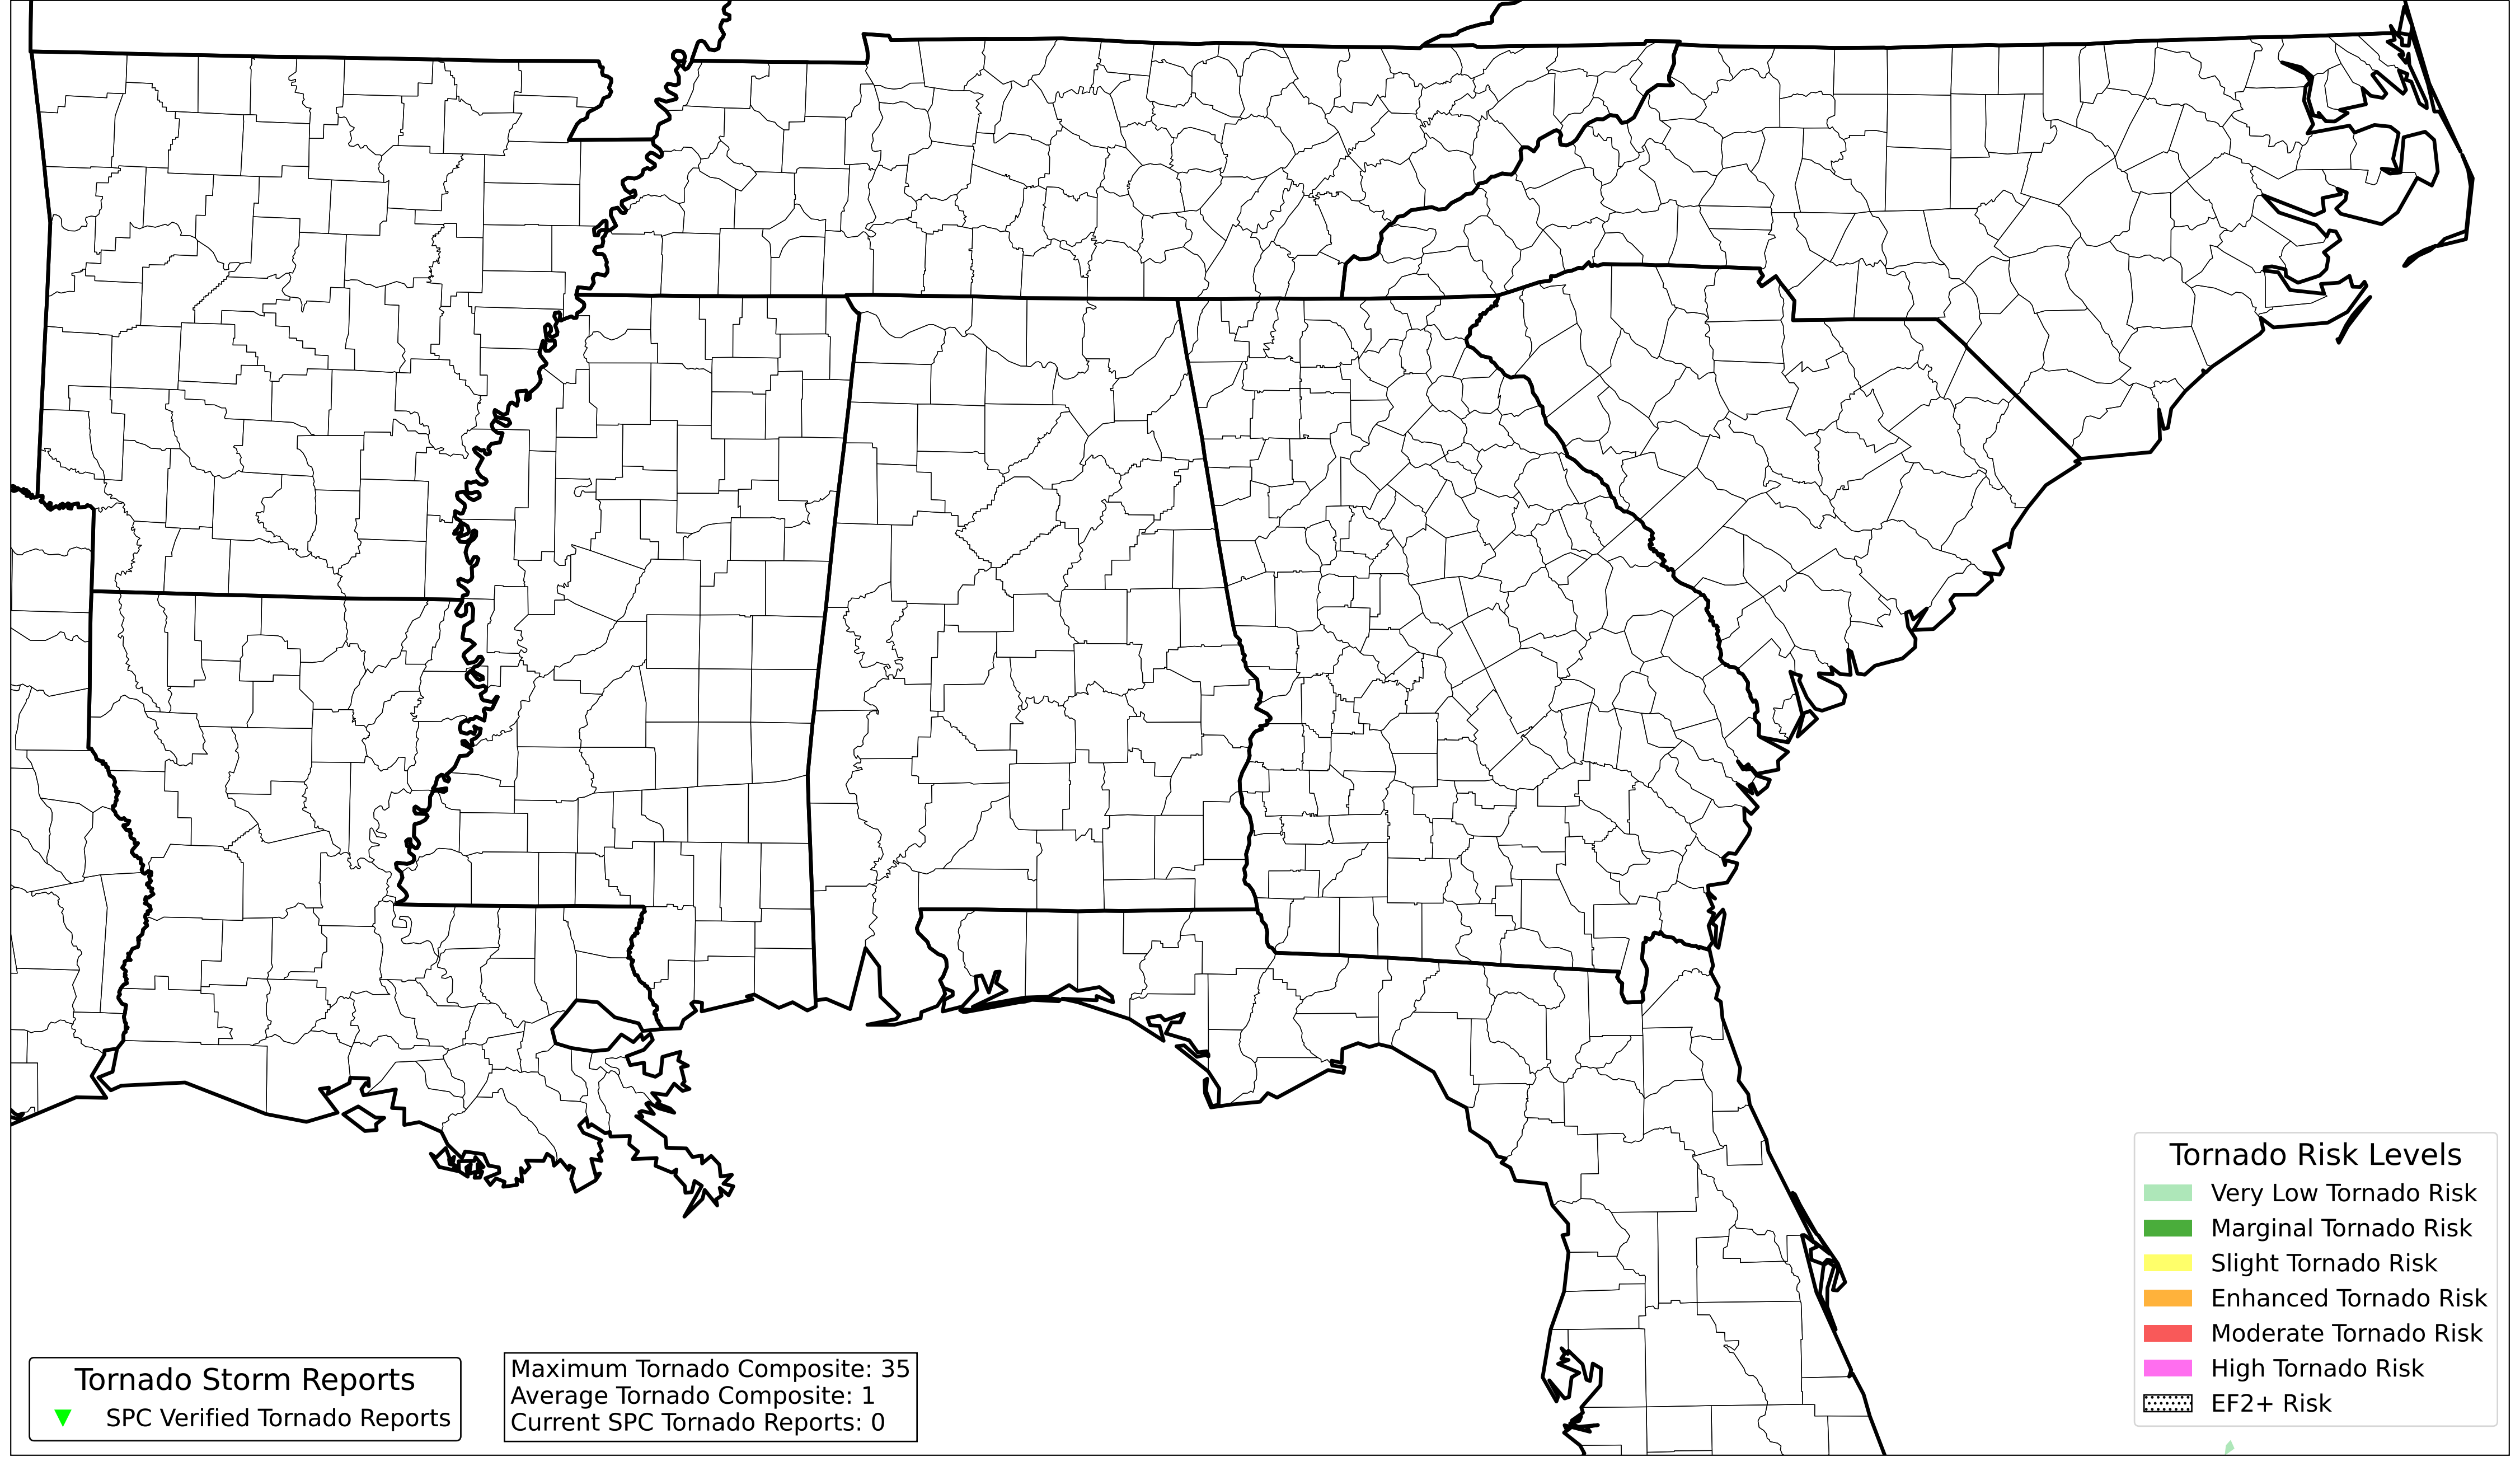 Tornado Risk Levels
Very Low Tornado Risk
Marginal Tornado Risk
Slight Tornado Risk
Enhanced Tornado Risk
Moderate Tornado Risk
High Tornado Risk
EF2+ Risk
Tornado Storm Reports
SPC Verified Tornado Reports
Maximum Tornado Composite: 35
Average Tornado Composite: 1
Current SPC Tornado Reports: 0